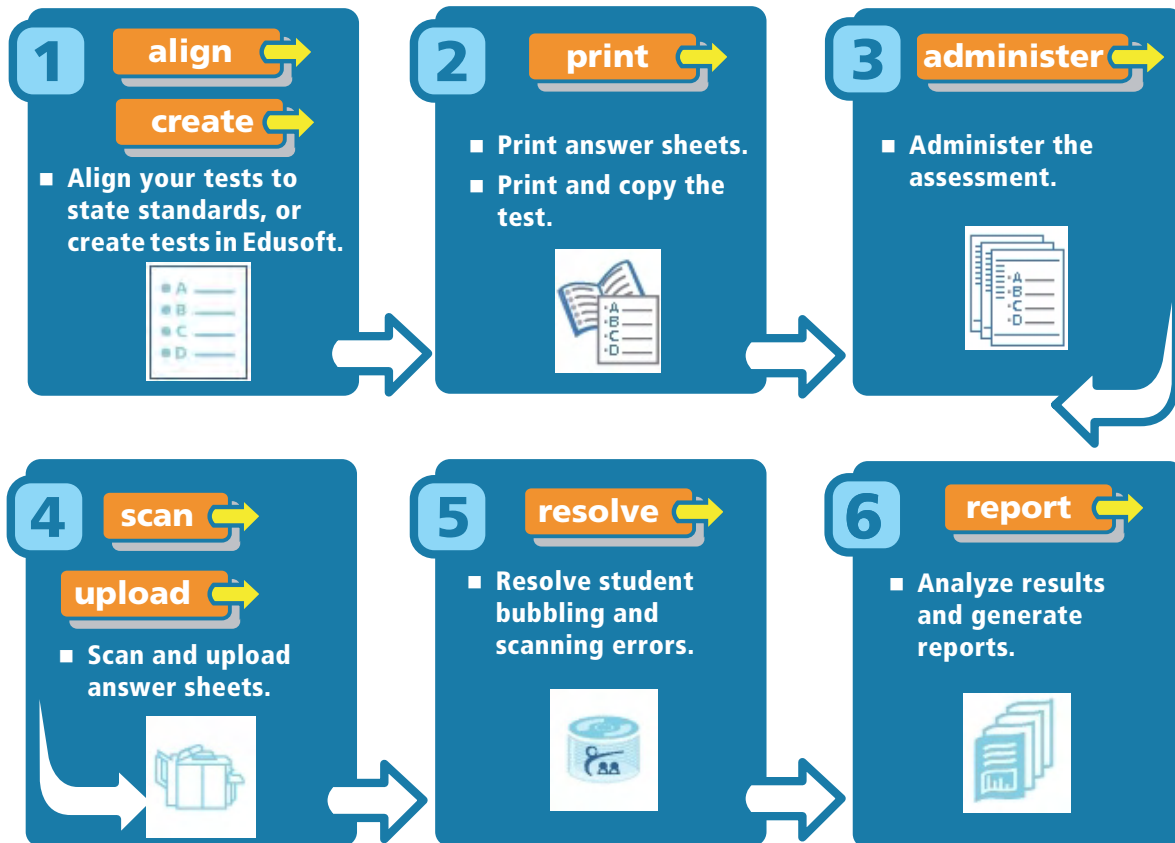 1
align
create
■ Align your tests to
state standards, or
create tests in Edusoft.
A
B
C
D
2
print
■ Print answer sheets.
■ Print and copy the
test.
A
B
C
D
3
administer
■ Administer the
assessment.
A
B
C
D
4
scan
upload
■ Scan and upload
answer sheets.
5
resolve
■ Resolve student
bubbling and
scanning errors.
6
report
■ Analyze results
and generate
reports.